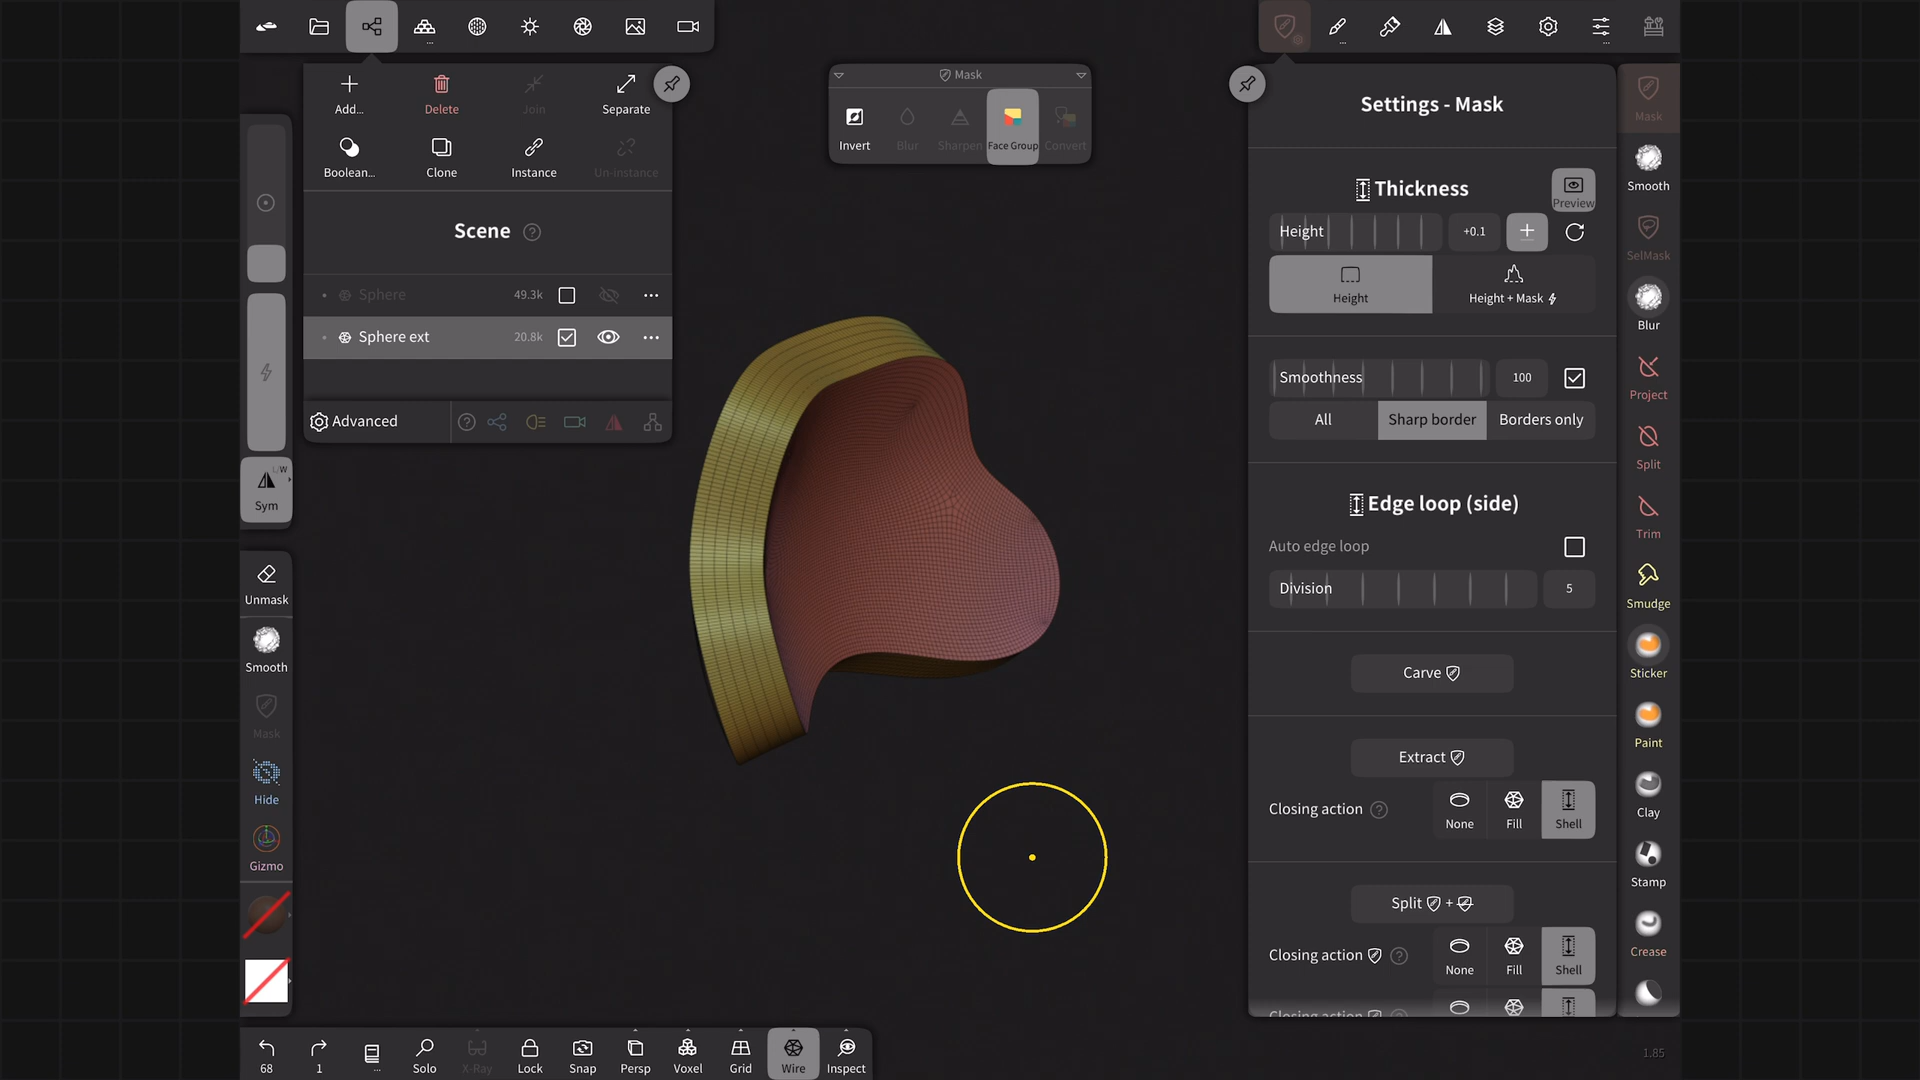 Add...
Delete
Join
Separate
Boolean...
Clone
Instance
Un-instance
Scene ?
Sphere 49.3k
Sphere ext 20.8k
Advanced ?
L/W
Sym
Unmask
Smooth
Mask
Hide
Gizmo
68
1
...
Solo
X-Ray
Lock
Snap
Persp
Voxel
Grid
Wire
Inspect
Mask
Invert
Blur
Sharpen
Face Group
Convert
Settings - Mask
Thickness
Preview
Height +0.1
Height
Height + Mask
Smoothness 100
All
Sharp border
Borders only
Edge loop (side)
Auto edge loop
Division 5
Carve
Extract
Closing action ?
None
Fill
Shell
Split +
Closing action ?
None
Fill
Shell
Mask
Smooth
SelMask
Blur
Project
Split
Trim
Smudge
Sticker
Paint
Clay
Stamp
Crease
1.85